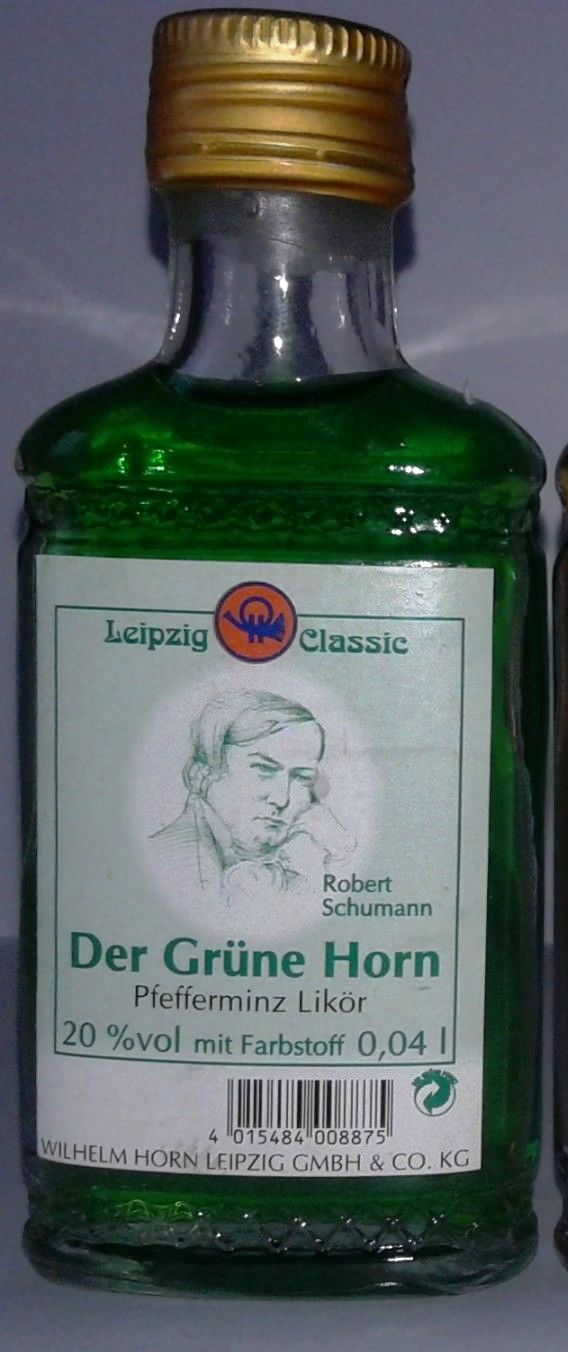 Leipzig Classic
Robert
Schumann
Der Grüne Horn
Pfefferminz Likör
20 %vol mit Farbstoff 0,04 l
4 015484 008875
WILHELM HORN LEIPZIG GMBH & CO. KG